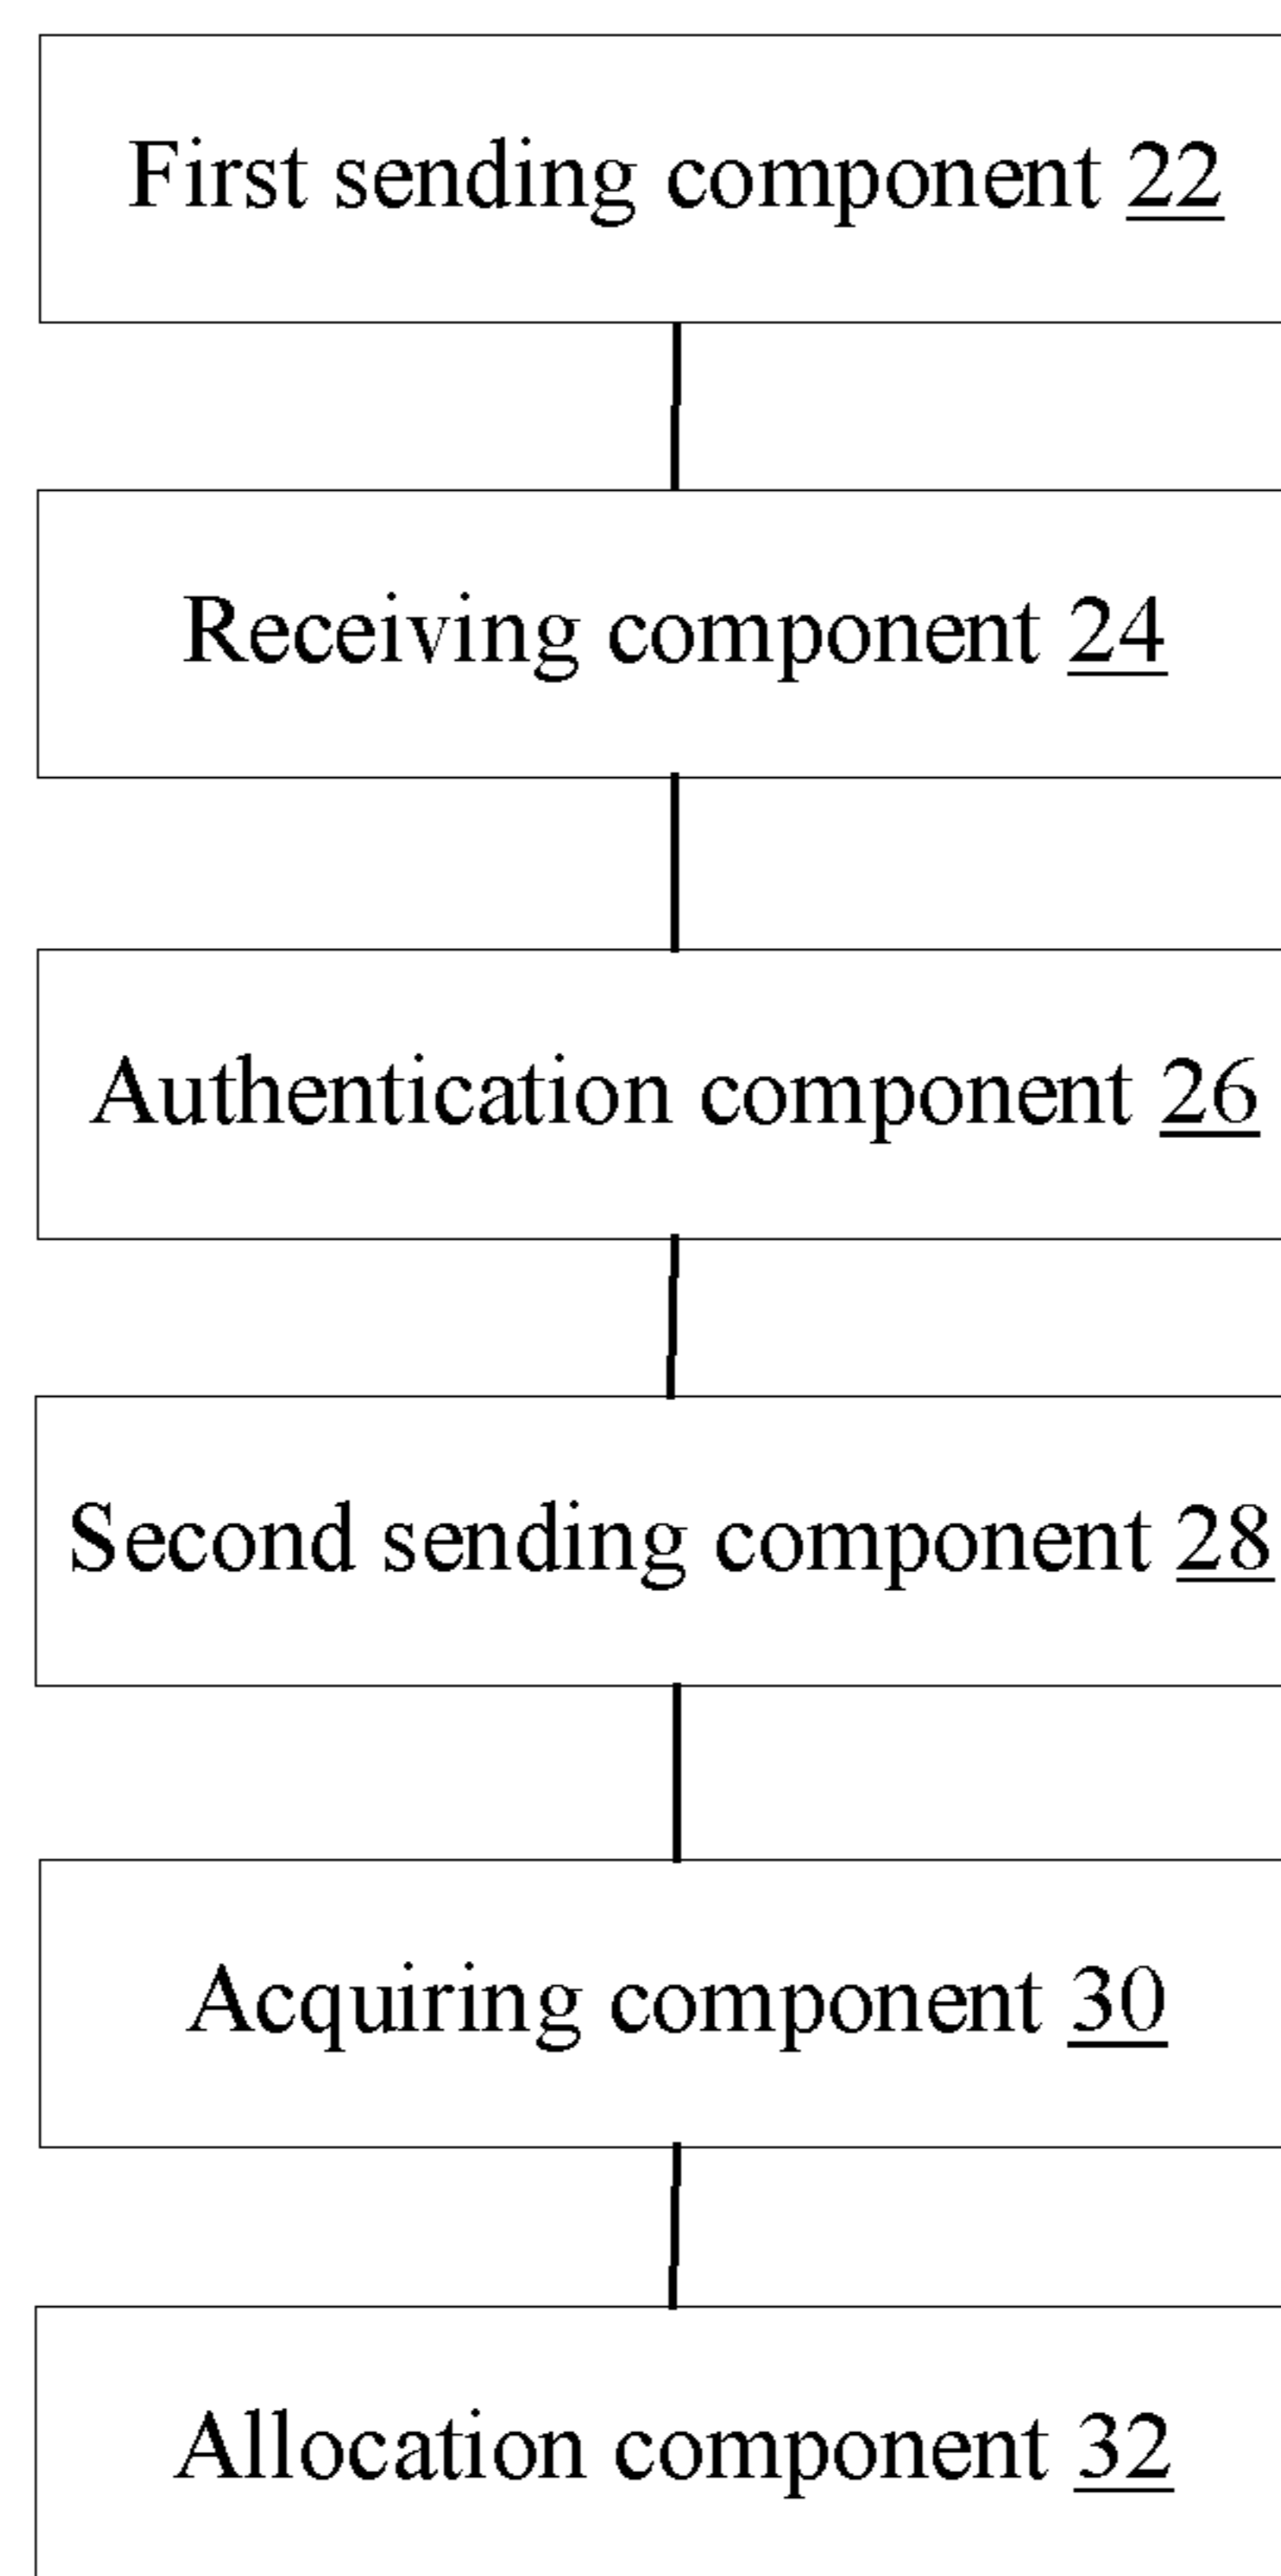 First sending component 22
Receiving component 24
Authentication component 26
Second sending component 28
Acquiring component 30
Allocation component 32